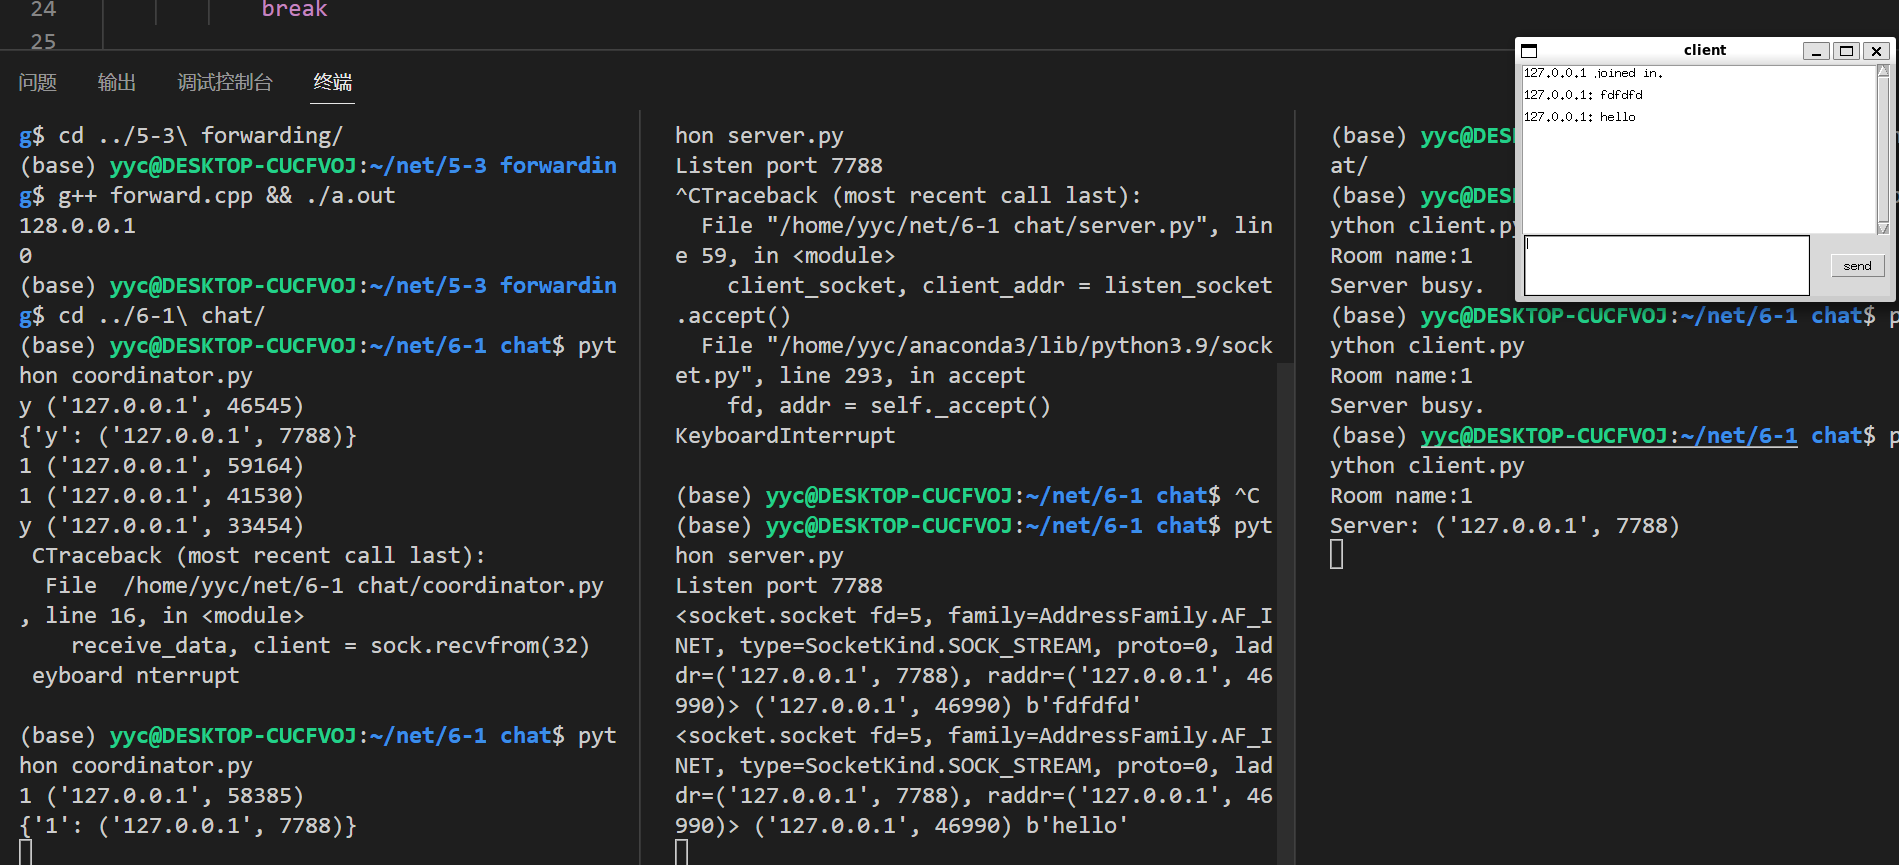 24
break
25
问题 输出 调试控制台 终端
g$ cd ../5-3\ forwarding/
(base) yyc@DESKTOP-CUCFVOJ:~/net/5-3 forwardin
g$ g++ forward.cpp && ./a.out
128.0.0.1
0
(base) yyc@DESKTOP-CUCFVOJ:~/net/5-3 forwardin
g$ cd ../6-1\ chat/
(base) yyc@DESKTOP-CUCFVOJ:~/net/6-1 chat$ pyt
hon coordinator.py
y ('127.0.0.1', 46545)
{'y': ('127.0.0.1', 7788)}
1 ('127.0.0.1', 59164)
1 ('127.0.0.1', 41530)
y ('127.0.0.1', 33454)
CTraceback (most recent call last):
File /home/yyc/net/6-1 chat/coordinator.py
, line 16, in <module>
receive_data, client = sock.recvfrom(32)
eyboard nterrupt
(base) yyc@DESKTOP-CUCFVOJ:~/net/6-1 chat$ pyt
hon coordinator.py
1 ('127.0.0.1', 58385)
{'1': ('127.0.0.1', 7788)}
hon server.py
Listen port 7788
^CTraceback (most recent call last):
File "/home/yyc/net/6-1 chat/server.py", lin
e 59, in <module>
client_socket, client_addr = listen_socket
.accept()
File "/home/yyc/anaconda3/lib/python3.9/sock
et.py", line 293, in accept
fd, addr = self._accept()
KeyboardInterrupt
(base) yyc@DESKTOP-CUCFVOJ:~/net/6-1 chat$ ^C
(base) yyc@DESKTOP-CUCFVOJ:~/net/6-1 chat$ pyt
hon server.py
Listen port 7788
<socket.socket fd=5, family=AddressFamily.AF_I
NET, type=SocketKind.SOCK_STREAM, proto=0, lad
dr=('127.0.0.1', 7788), raddr=('127.0.0.1', 46
990)> ('127.0.0.1', 46990) b'fdfdfd'
<socket.socket fd=5, family=AddressFamily.AF_I
NET, type=SocketKind.SOCK_STREAM, proto=0, lad
dr=('127.0.0.1', 7788), raddr=('127.0.0.1', 46
990)> ('127.0.0.1', 46990) b'hello'
(base) yyc@DES
at/
(base) yyc@DES
ython client.py
Room name:1
Server busy.
(base) yyc@DESKTOP-CUCFVOJ:~/net/6-1 chat$ p
ython client.py
Room name:1
Server busy.
(base) yyc@DESKTOP-CUCFVOJ:~/net/6-1 chat$ p
ython client.py
Room name:1
Server: ('127.0.0.1', 7788)
client
127.0.0.1 joined in.
127.0.0.1: fdfdfd
127.0.0.1: hello
send